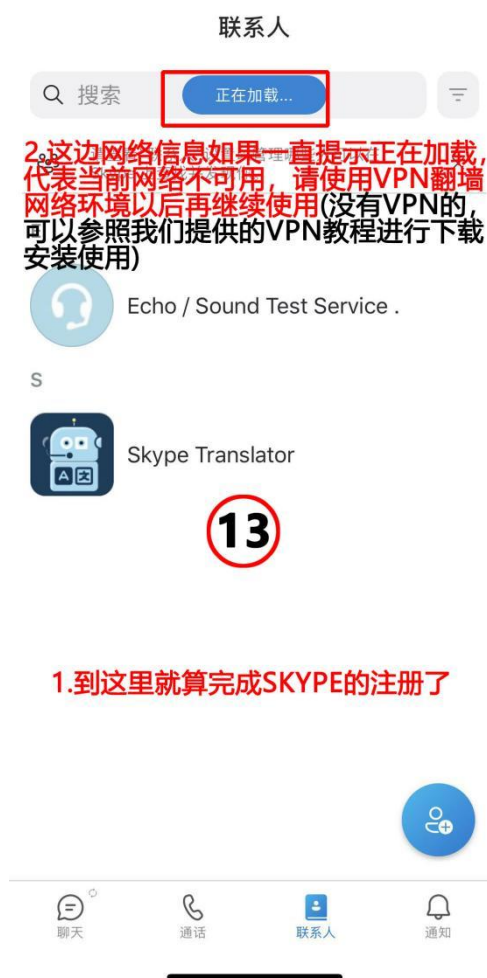 联系人
搜索
正在加载...
2.这边网络信息如果一直提示正在加载,
代表当前网络不可用，请使用VPN翻墙
网络环境以后再继续使用(没有VPN的,
可以参照我们提供的VPN教程进行下载
安装使用)
Echo / Sound Test Service .
S
Skype Translator
13
1.到这里就算完成SKYPE的注册了
聊天
通话
联系人
通知